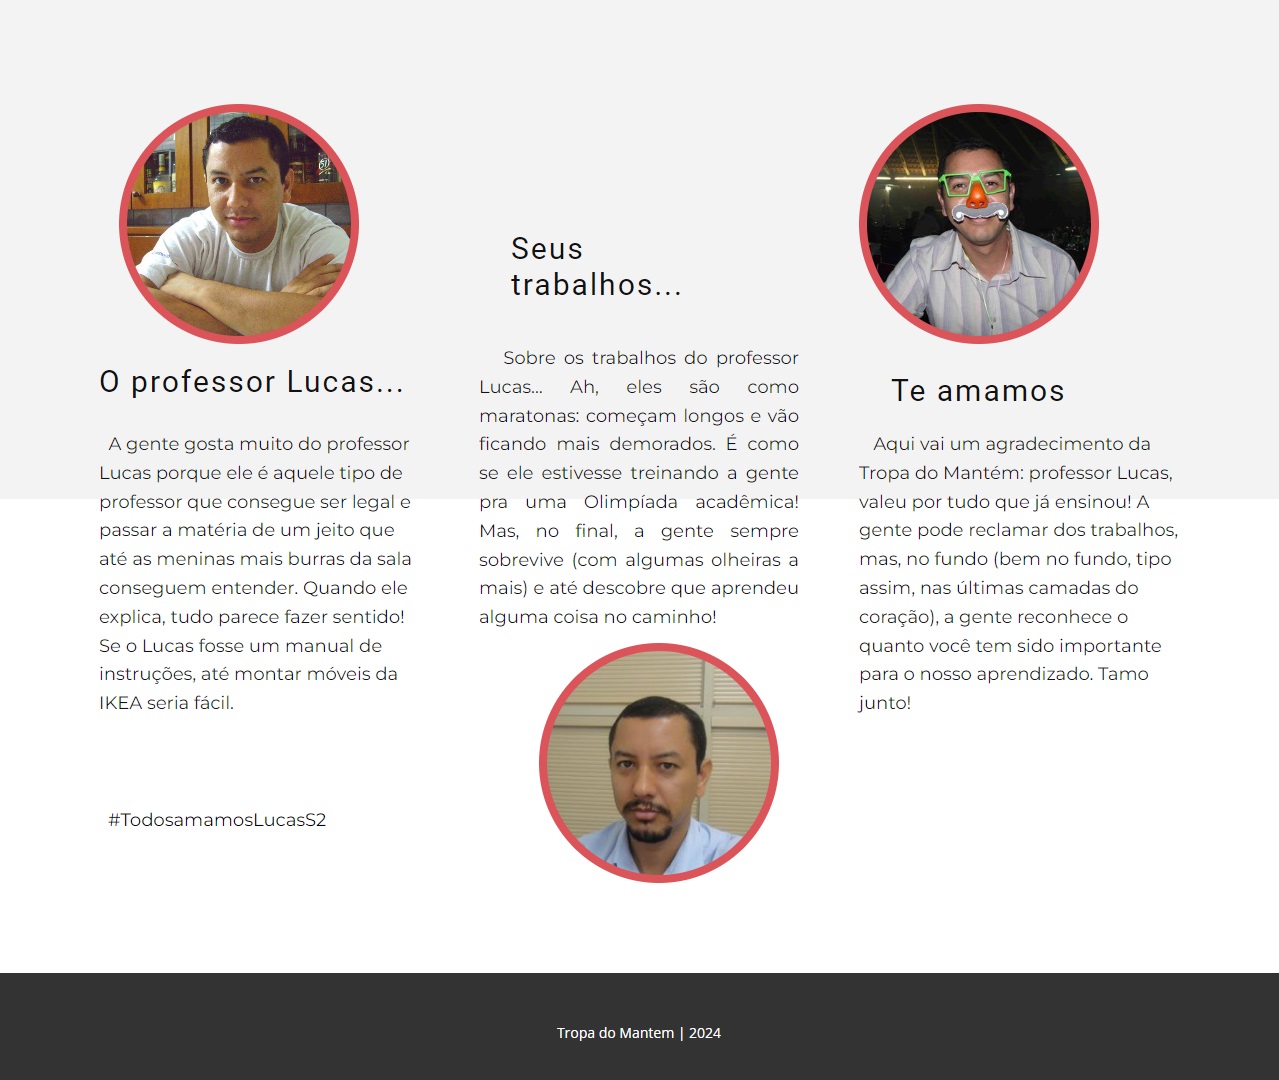 O professor Lucas...
A gente gosta muito do professor
Lucas porque ele é aquele tipo de
professor que consegue ser legal e
passar a matéria de um jeito que
até as meninas mais burras da sala
conseguem entender. Quando ele
explica, tudo parece fazer sentido!
Se o Lucas fosse um manual de
instruções, até montar móveis da
IKEA seria fácil.
#TodosamamosLucasS2
Seus
trabalhos...
Sobre os trabalhos do professor
Lucas... Ah, eles são como
maratonas: começam longos e vão
ficando mais demorados. É como
se ele estivesse treinando a gente
pra uma Olimpíada acadêmica!
Mas, no final, a gente sempre
sobrevive (com algumas olheiras a
mais) e até descobre que aprendeu
alguma coisa no caminho!
Te amamos
Aqui vai um agradecimento da
Tropa do Mantém: professor Lucas,
valeu por tudo que já ensinou! A
gente pode reclamar dos trabalhos,
mas, no fundo (bem no fundo, tipo
assim, nas últimas camadas do
coração), a gente reconhece o
quanto você tem sido importante
para o nosso aprendizado. Tamo
junto!
Tropa do Mantem | 2024